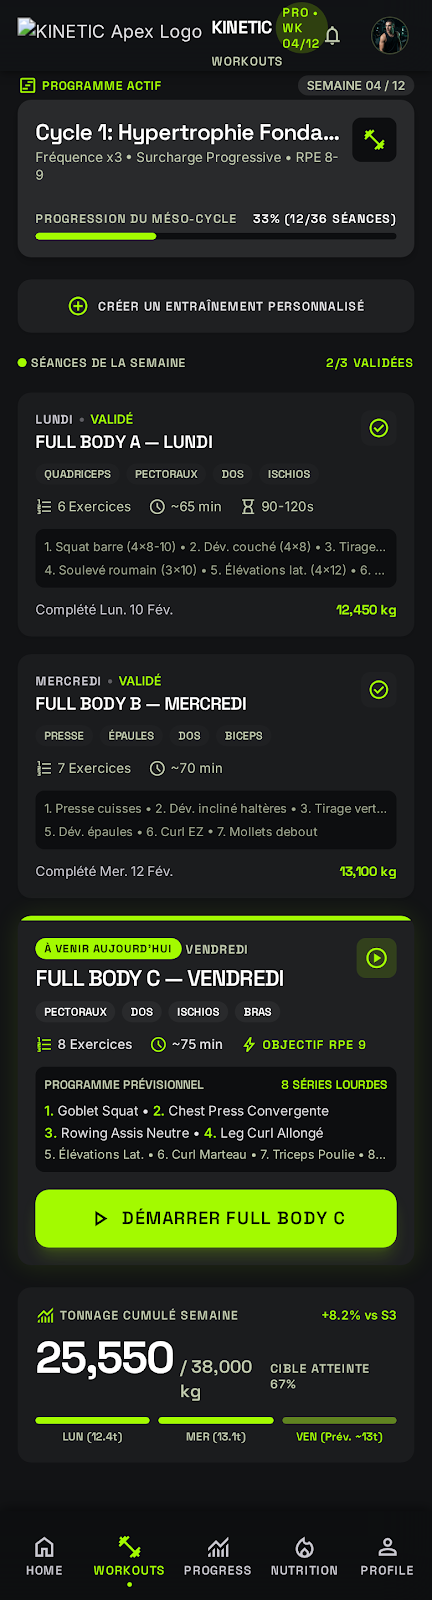 KINETIC Apex Logo
KINETIC
PRO •
WK
04/12
WORKOUTS
PROGRAMME ACTIF
SEMAINE 04 / 12
Cycle 1: Hypertrophie Fonda...
Fréquence x3 • Surcharge Progressive • RPE 8-
9
PROGRESSION DU MÉSO-CYCLE 33% (12/36 SÉANCES)
CRÉER UN ENTRAÎNEMENT PERSONNALISÉ
SÉANCES DE LA SEMAINE 2/3 VALIDÉES
LUNDI • VALIDÉ
FULL BODY A — LUNDI
QUADRICEPS PECTORAUX DOS ISCHIOS
6 Exercices ~65 min 90-120s
1. Squat barre (4×8-10) • 2. Dév. couché (4×8) • 3. Tirage...
4. Soulevé roumain (3×10) • 5. Élévations lat. (4×12) • 6. ...
Complété Lun. 10 Fév. 12,450 kg
MERCREDI • VALIDÉ
FULL BODY B — MERCREDI
PRESSE ÉPAULES DOS BICEPS
7 Exercices ~70 min
1. Presse cuisses • 2. Dév. incliné haltères • 3. Tirage vert...
5. Dév. épaules • 6. Curl EZ • 7. Mollets debout
Complété Mer. 12 Fév. 13,100 kg
À VENIR AUJOURD'HUI VENDREDI
FULL BODY C — VENDREDI
PECTORAUX DOS ISCHIOS BRAS
8 Exercices ~75 min OBJECTIF RPE 9
PROGRAMME PRÉVISIONNEL 8 SÉRIES LOURDES
1. Goblet Squat • 2. Chest Press Convergente
3. Rowing Assis Neutre • 4. Leg Curl Allongé
5. Élévations Lat. • 6. Curl Marteau • 7. Triceps Poulie • 8...
DÉMARRER FULL BODY C
TONNAGE CUMULÉ SEMAINE +8.2% vs S3
25,550 / 38,000
kg
CIBLE ATTEINTE
67%
LUN (12.4t) MER (13.1t) VEN (Prév. ~13t)
HOME WORKOUTS PROGRESS NUTRITION PROFILE